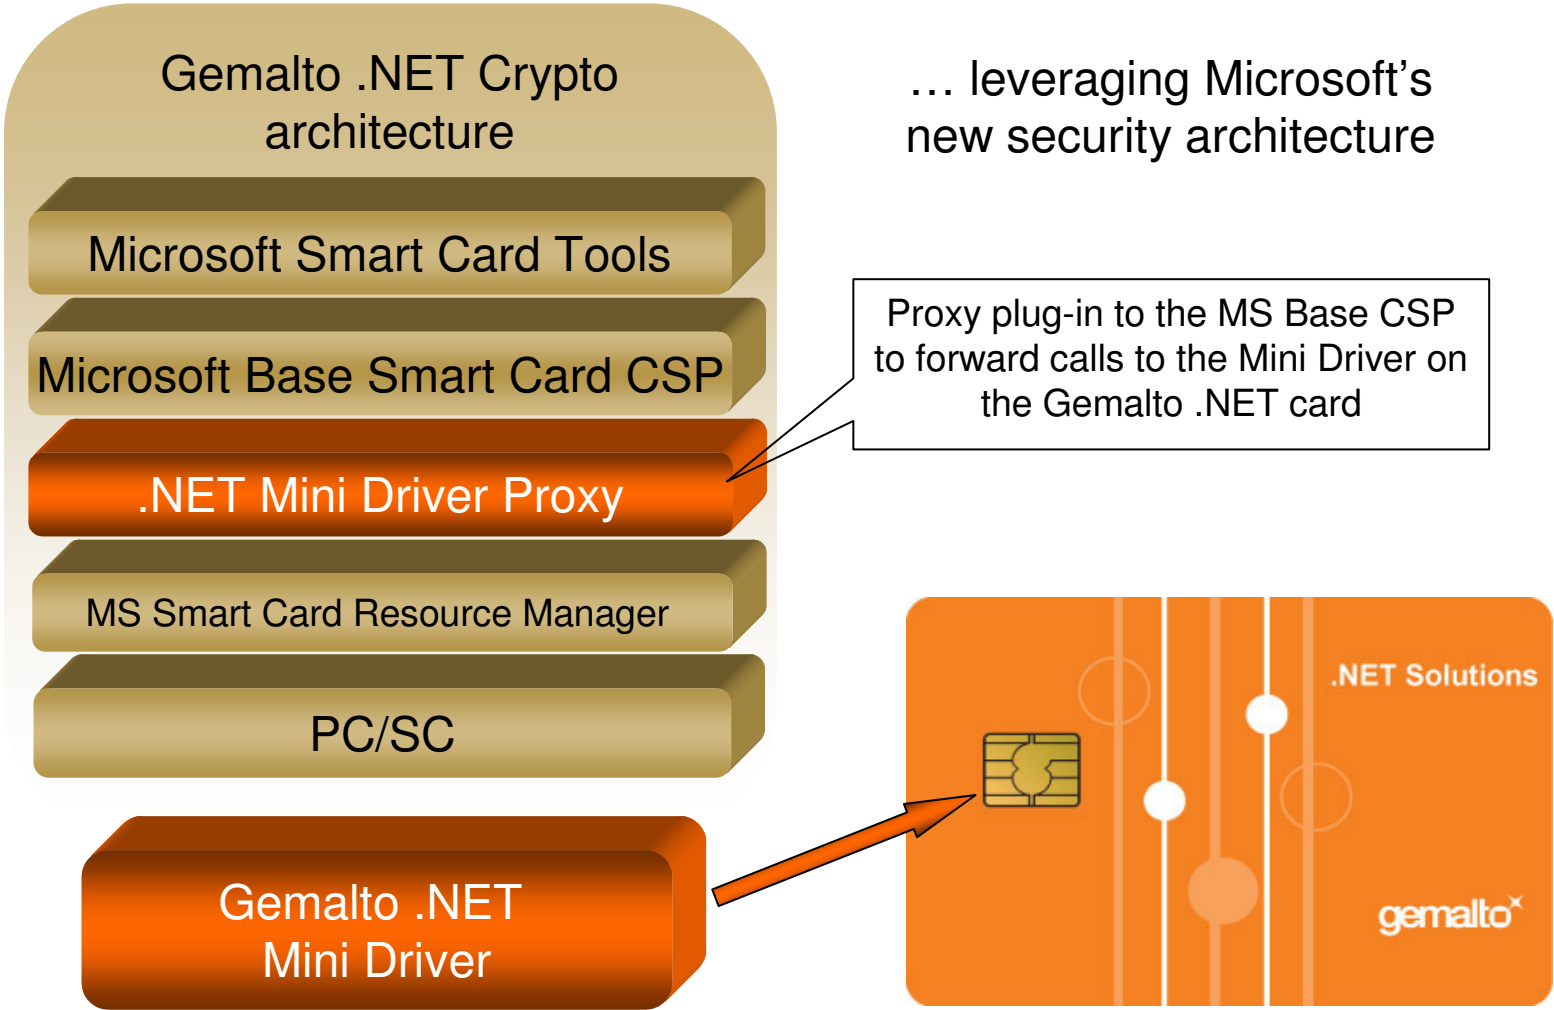 Gemalto .NET Crypto
architecture
… leveraging Microsoft's
new security architecture
Microsoft Smart Card Tools
Microsoft Base Smart Card CSP
Proxy plug-in to the MS Base CSP
to forward calls to the Mini Driver on
the Gemalto .NET card
.NET Mini Driver Proxy
MS Smart Card Resource Manager
PC/SC
Gemalto .NET
Mini Driver
.NET Solutions
gemalto